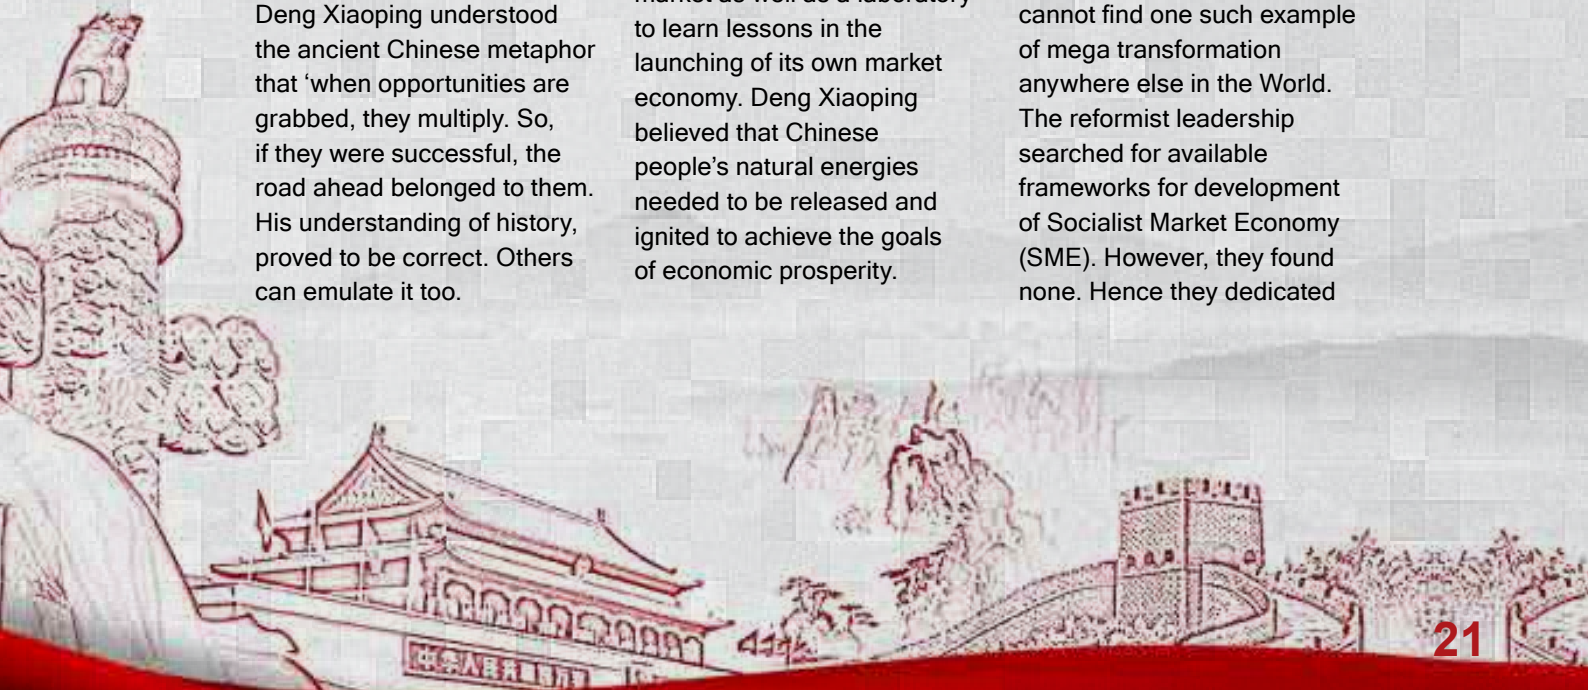 Deng Xiaoping understood
the ancient Chinese metaphor
that ‘when opportunities are
grabbed, they multiply. So,
if they were successful, the
road ahead belonged to them.
His understanding of history,
proved to be correct. Others
can emulate it too.
market as well as a laboratory
to learn lessons in the
launching of its own market
economy. Deng Xiaoping
believed that Chinese
people’s natural energies
needed to be released and
ignited to achieve the goals
of economic prosperity.
cannot find one such example
of mega transformation
anywhere else in the World.
The reformist leadership
searched for available
frameworks for development
of Socialist Market Economy
(SME). However, they found
none. Hence they dedicated
21